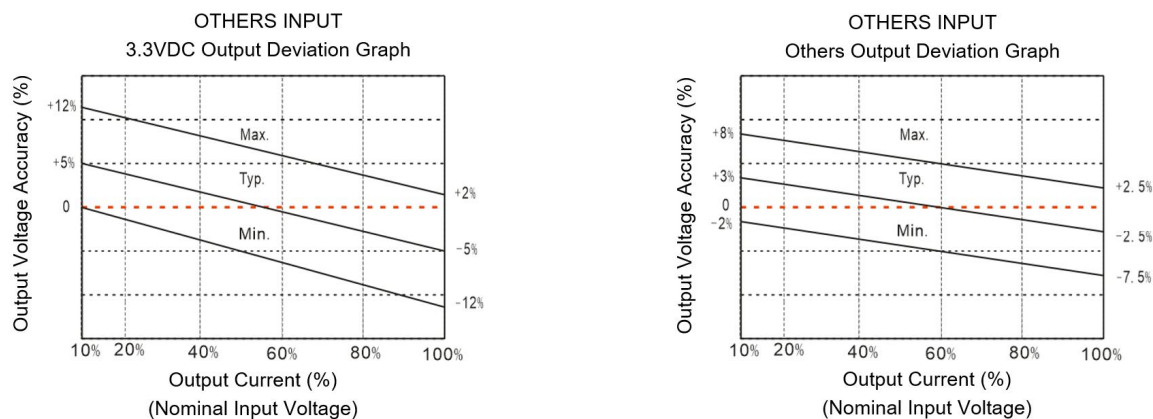 OTHERS INPUT
3.3VDC Output Deviation Graph
Output Voltage Accuracy (%)
+12%
+5%
0
Max.
Typ.
Min.
+2%
-5%
-12%
10% 20% 40% 60% 80% 100%
Output Current (%)
(Nominal Input Voltage)
OTHERS INPUT
Others Output Deviation Graph
Output Voltage Accuracy (%)
+8%
+3%
0
-2%
Max.
Typ.
Min.
+2.5%
-2.5%
-7.5%
10% 20% 40% 60% 80% 100%
Output Current (%)
(Nominal Input Voltage)